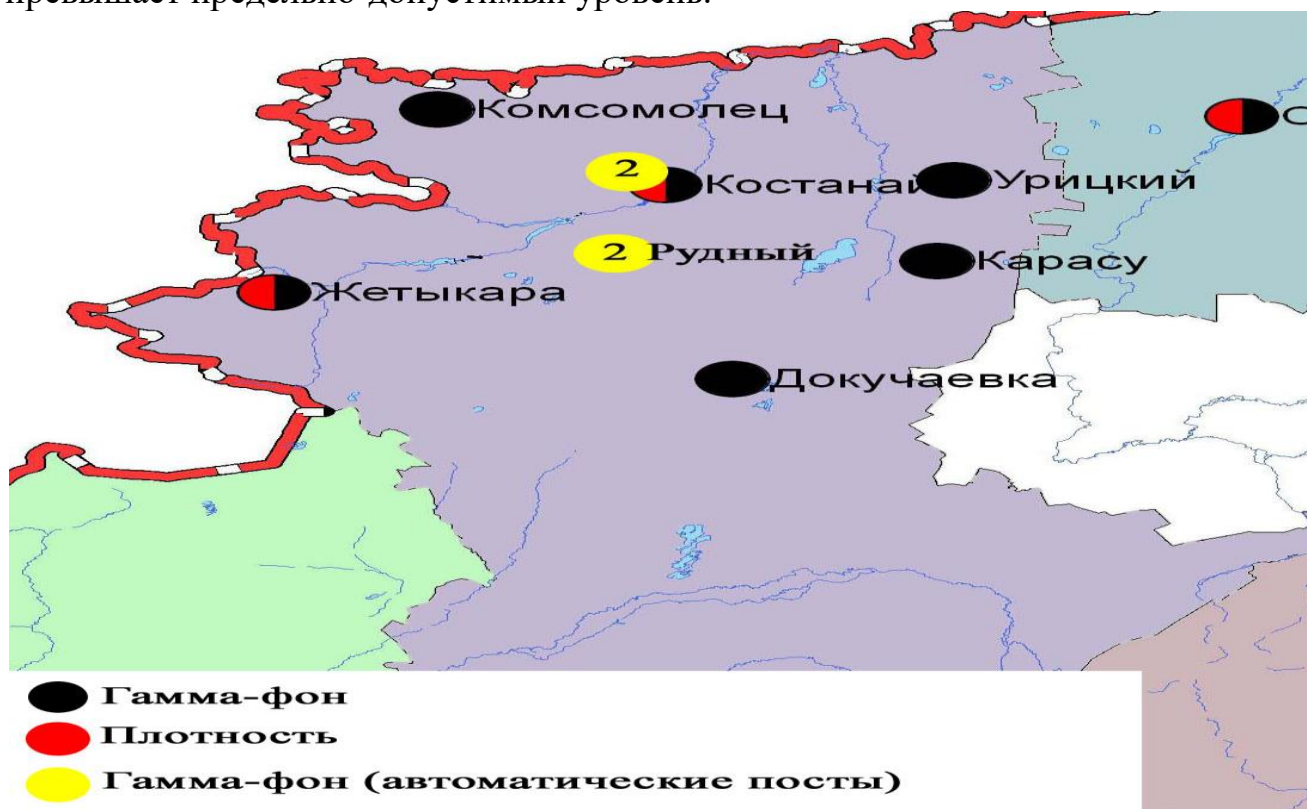 превышает предельно-допустимый уровень.
Комсомолец
2
Костанай
Урицкий
2 Рудный
Карасу
Жетыкара
Докучаевка
Гамма-фон
Плотность
Гамма-фон (автоматические посты)